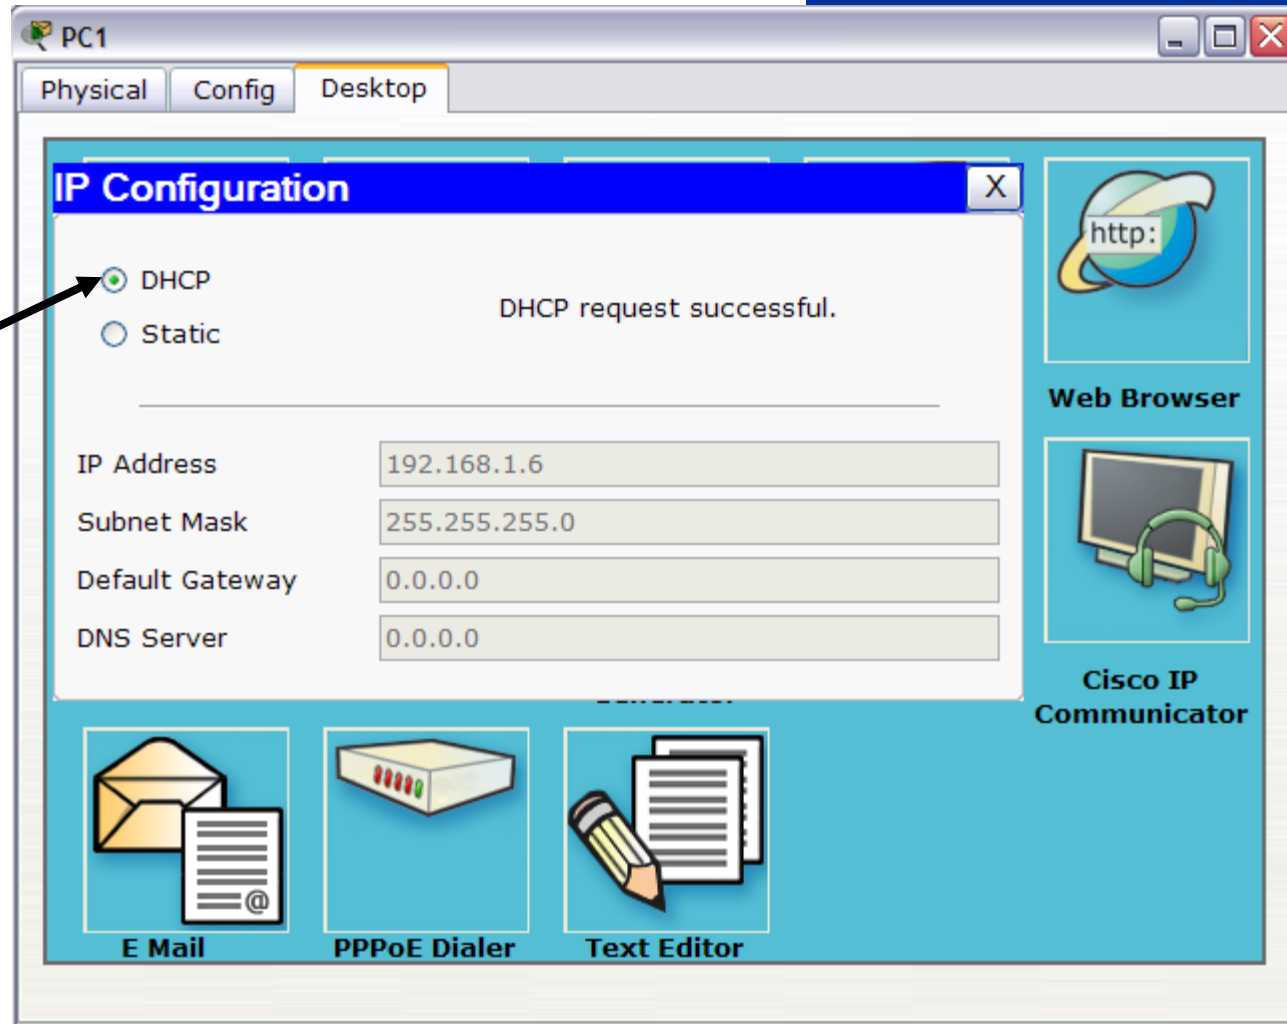 PC1
Physical Config Desktop
IP Configuration X
DHCP
DHCP request successful.
Static
IP Address 192.168.1.6
Subnet Mask 255.255.255.0
Default Gateway 0.0.0.0
DNS Server 0.0.0.0
http:
Web Browser
Cisco IP
Communicator
@
E Mail
PPPoE Dialer
Text Editor